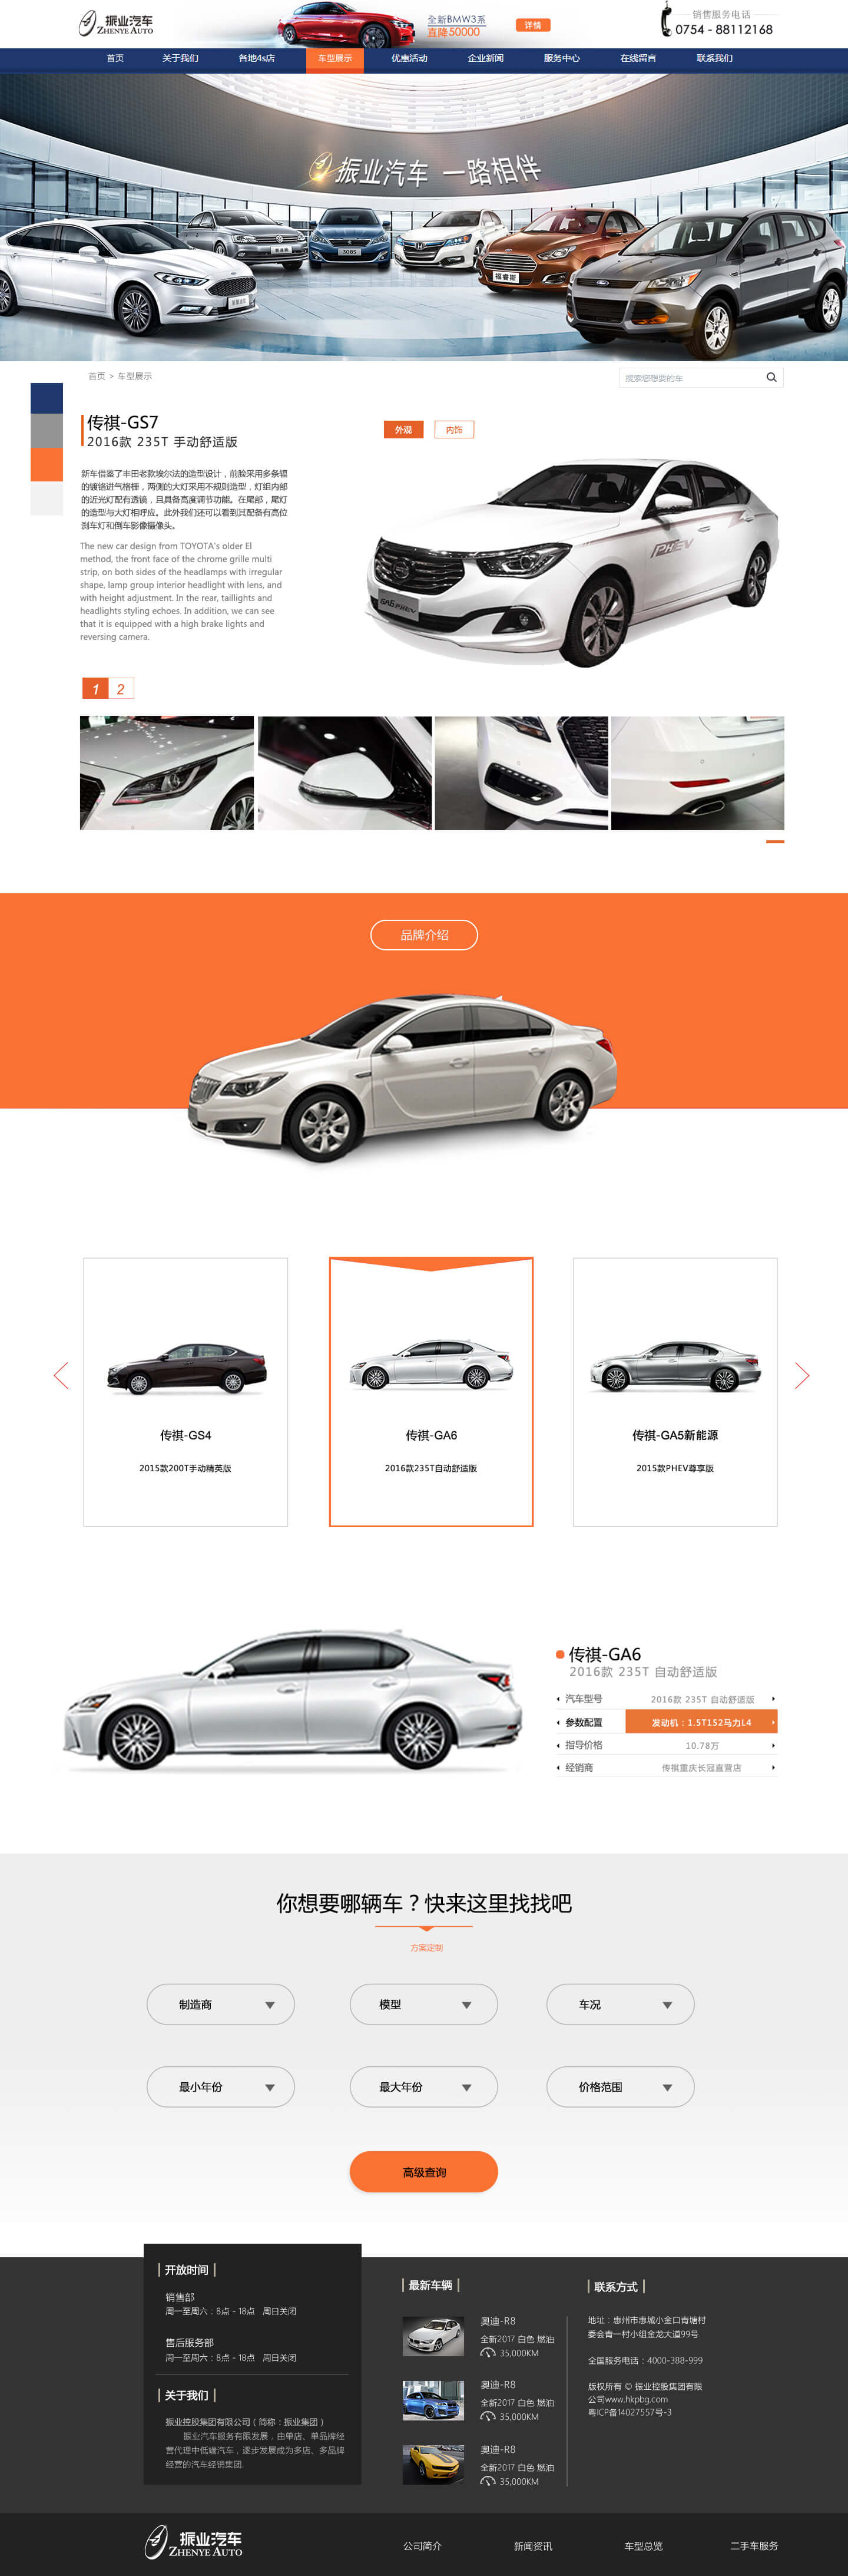 振业汽车
ZHENYE AUTO
全新BMW3系
直降50000
详情
销售服务电话
0754 - 88112168
首页
关于我们
各地4s店
车型展示
优惠活动
企业新闻
服务中心
在线留言
联系我们
振业汽车 一路相伴
308S
福睿斯
首页 > 车型展示
搜索您想要的车
传祺-GS7
2016款 235T 手动舒适版
外观
内饰
新车借鉴了丰田老款埃尔法的造型设计，前脸采用多条辐
的镀铬进气格栅，两侧的大灯采用不规则造型，灯组内部
的近光灯配有透镜，且具备高度调节功能。在尾部，尾灯
的造型与大灯相呼应。此外我们还可以看到其配备有高位
刹车灯和倒车影像摄像头。
The new car design from TOYOTA's older El
method, the front face of the chrome grille multi
strip, on both sides of the headlamps with irregular
shape, lamp group interior headlight with lens, and
with height adjustment. In the rear, taillights and
headlights styling echoes. In addition, we can see
that it is equipped with a high brake lights and
reversing camera.
PHEV
GA5 PHEV
1 2
品牌介绍
传祺-GS4
2015款200T手动精英版
传祺-GA6
2016款235T自动舒适版
传祺-GA5新能源
2015款PHEV尊享版
传祺-GA6
2016款 235T 自动舒适版
汽车型号 2016款 235T 自动舒适版
参数配置 发动机：1.5T152马力L4
指导价格 10.78万
经销商 传祺重庆长冠直营店
你想要哪辆车？快来这里找找吧
方案定制
制造商
模型
车况
最小年份
最大年份
价格范围
高级查询
开放时间
销售部
周一至周六：8点 - 18点 周日关闭
售后服务部
周一至周六：8点 - 18点 周日关闭
关于我们
振业控股集团有限公司（简称：振业集团）
振业汽车服务有限发展，由单店、单品牌经
营代理中低端汽车，逐步发展成为多店、多品牌
经营的汽车经销集团.
最新车辆
奥迪-R8
全新2017 白色 燃油
35,000KM
奥迪-R8
全新2017 白色 燃油
35,000KM
奥迪-R8
全新2017 白色 燃油
35,000KM
联系方式
地址：惠州市惠城小金口青塘村
委会青一村小组金龙大道99号
全国服务电话：4000-388-999
版权所有 © 振业控股集团有限
公司www.hkpbg.com
粤ICP备14027557号-3
振业汽车
ZHENYE AUTO
公司简介
新闻资讯
车型总览
二手车服务